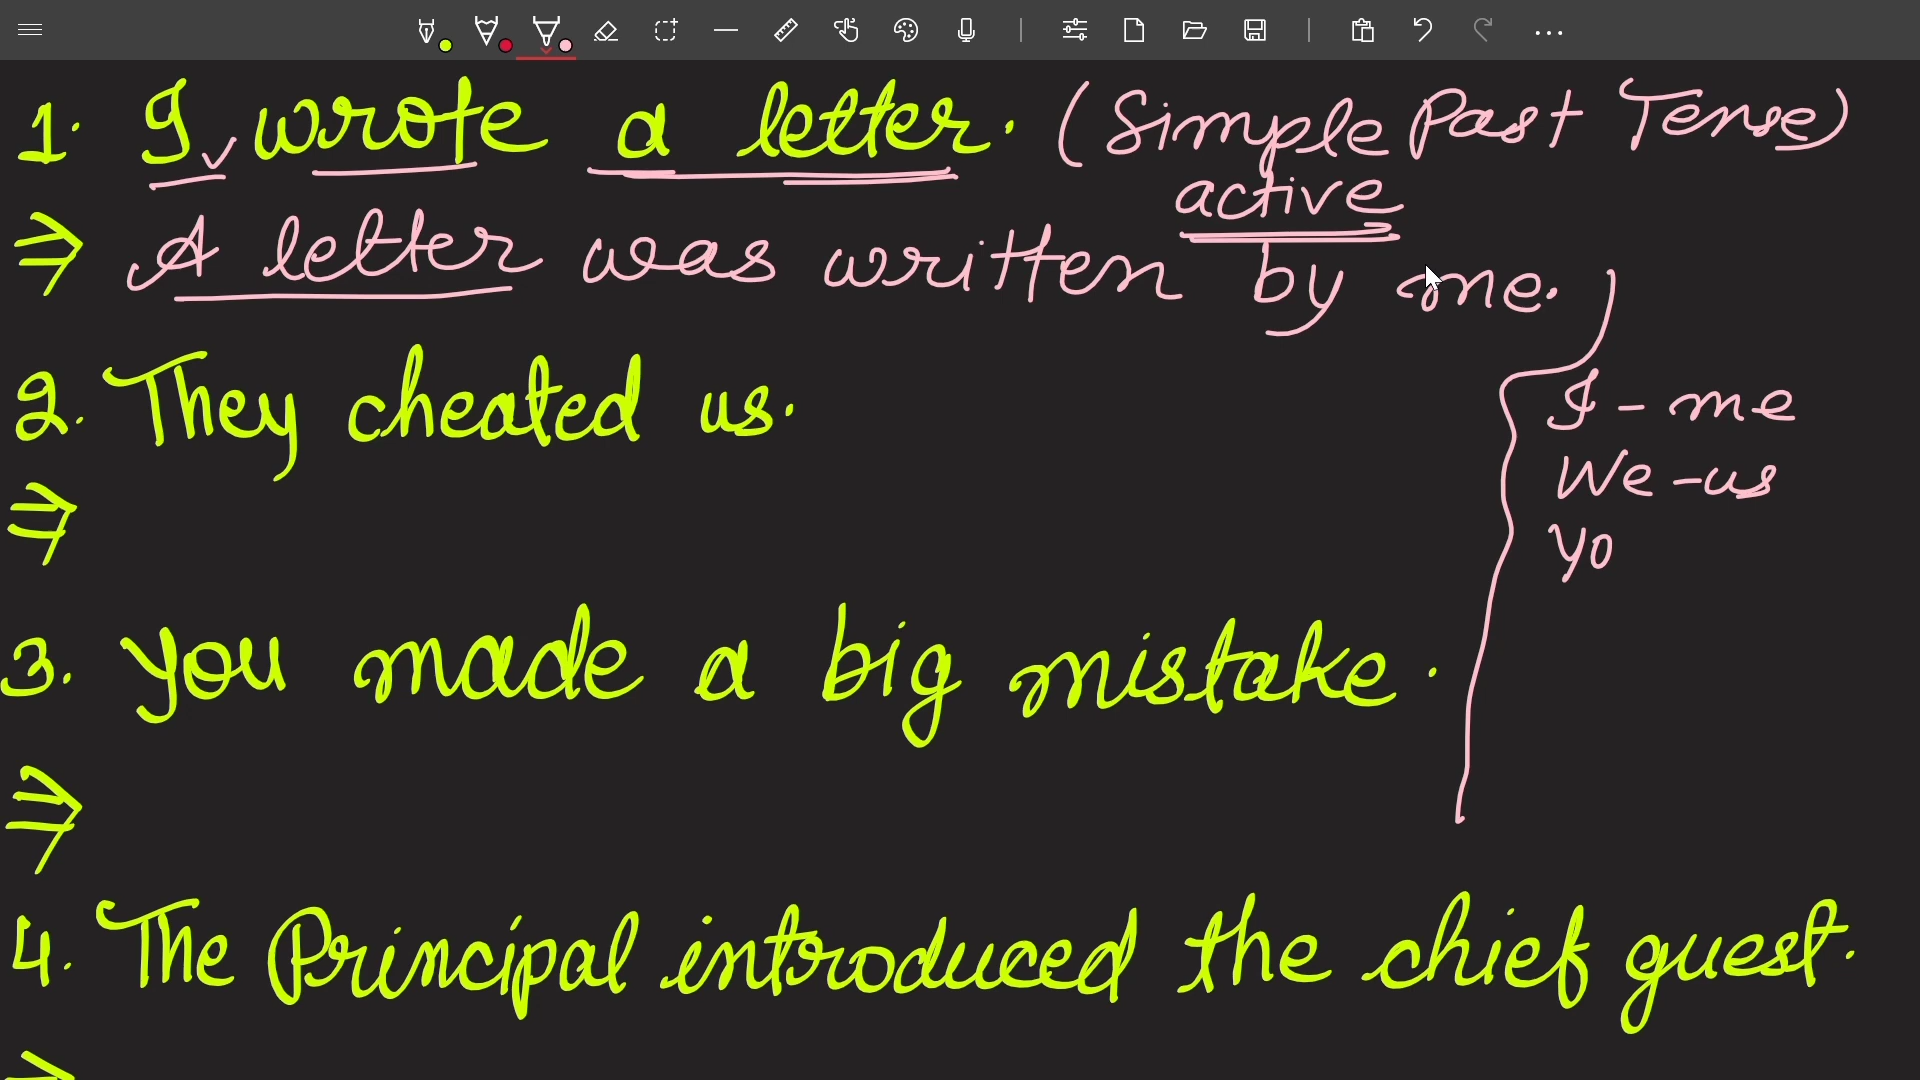 1. I wrote a letter. (Simple Past Tense)
active
⇒ A letter was written by me.
2. They cheated us.
I - me
We - us
⇒
Yo
3. You made a big mistake.
⇒
4. The Principal introduced the chief guest.
⇒